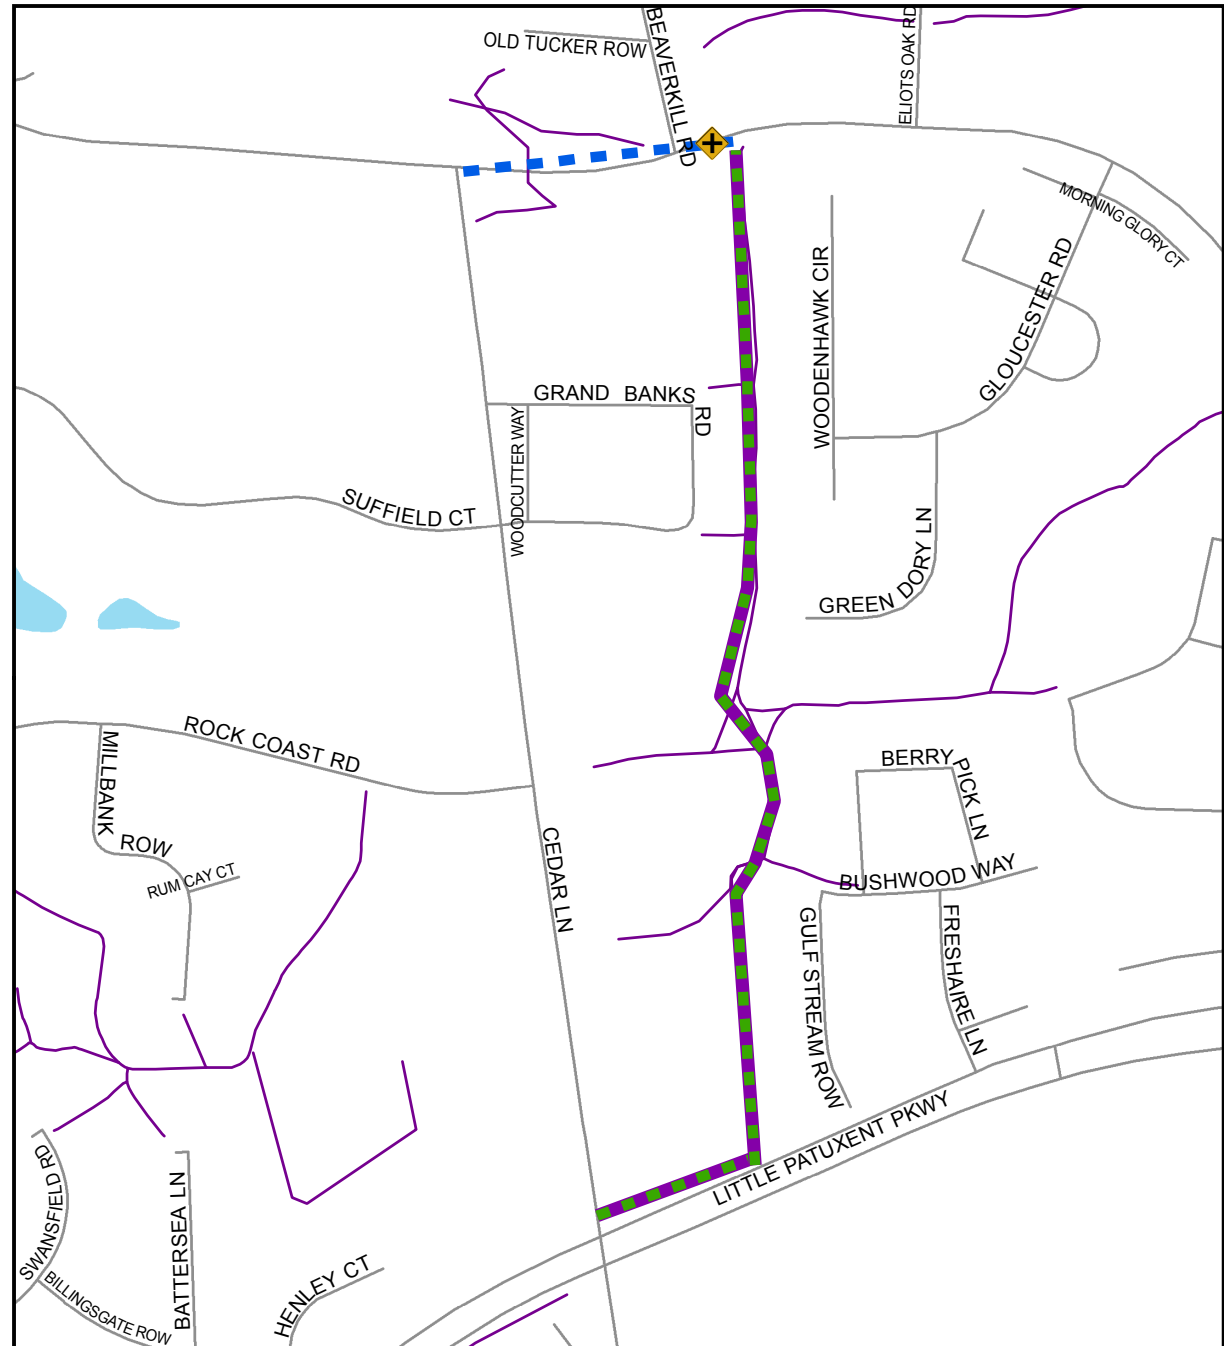 OLD TUCKER ROW
BEAVERKILL RD
ELIOTS OAK RD
MORNING GLORY CT
GLOUCESTER RD
WOODENHAWK CIR
GRAND BANKS
RD
WOODCUTTER WAY
SUFFIELD CT
GREEN DORY LN
ROCK COAST RD
MILLBANK
ROW
RUM CAY CT
BERRY
PICK LN
CEDAR LN
BUSHWOOD WAY
GULF STREAM ROW
FRESHAIRE LN
LITTLE PATUXENT PKWY
SWANSFIELD RD
BATTERSEA LN
BILLINGSGATE ROW
HENLEY CT